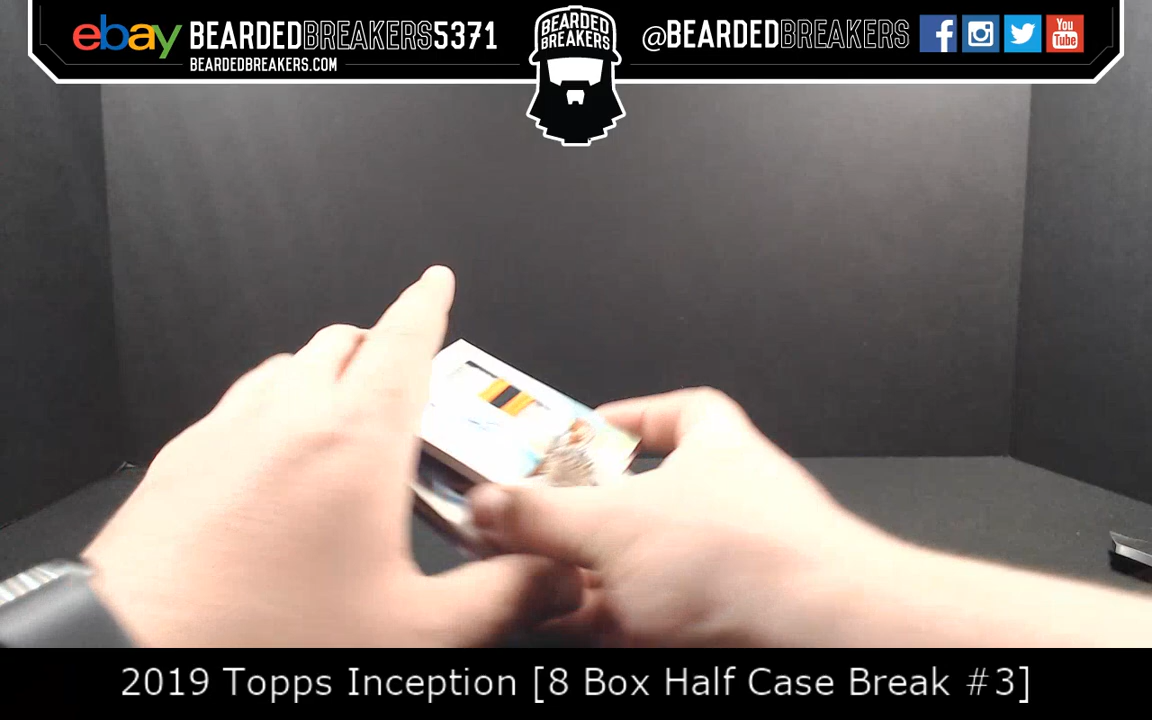 ebay BEARDEDBREAKERS5371
BEARDEDBREAKERS.COM
BEARDED
BREAKERS
@BEARDEDBREAKERS
You
Tube
2019 Topps Inception [8 Box Half Case Break #3]